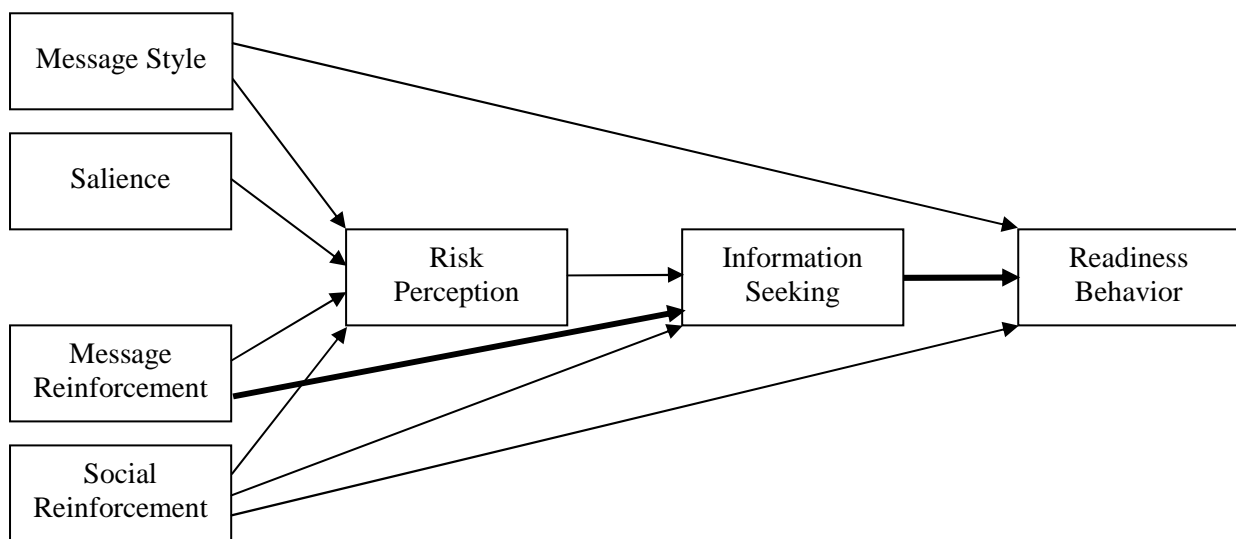 Message Style
Salience
Risk
Perception
Information
Seeking
Readiness
Behavior
Message
Reinforcement
Social
Reinforcement